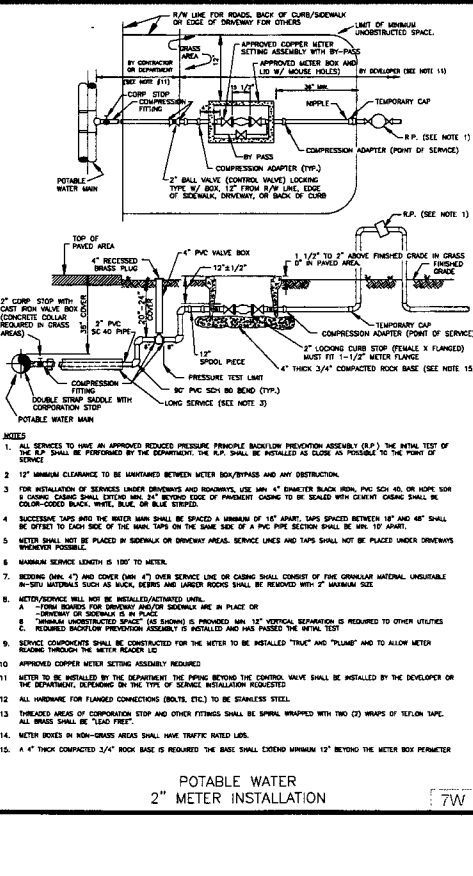 R/W LINE FOR ROADS, BACK OF CURB/SIDEWALK
OR EDGE OF DRIVEWAY FOR OTHERS
LIMIT OF MINIMUM
UNOBSTRUCTED SPACE.
GRASS
AREA
12"
APPROVED COPPER METER
SETTING ASSEMBLY WITH BY-PASS
APPROVED METER BOX AND
LID W/ MOUSE HOLES)
BY CONTRACTOR
OR DEPARTMENT
(SEE NOTE #11)
BY DEVELOPER (SEE NOTE 11)
15 1/2"
36" MIN.
CORP STOP
COMPRESSION
FITTING
NIPPLE
TEMPORARY CAP
R.P. (SEE NOTE 1)
COMPRESSION ADAPTER (POINT OF SERVICE)
BY PASS
COMPRESSION ADAPTER (TYP.)
POTABLE
WATER MAIN
2" BALL VALVE (CONTROL VALVE) LOCKING
TYPE W/ BOX, 12" FROM R/W LINE, EDGE
OF SIDEWALK, DRIVEWAY, OR BACK OF CURB
R.P. (SEE NOTE 1)
TOP OF
PAVED AREA
4" RECESSED
BRASS PLUG
4" PVC VALVE BOX
12"±1/2"
1 1/2" TO 2" ABOVE FINISHED GRADE IN GRASS
0" IN PAVED AREA.
FINISHED
GRADE
2" CORP STOP WITH
CAST IRON VALVE BOX
(CONCRETE COLLAR
REQUIRED IN GRASS
AREAS)
36" COVER
2" PVC
SC 40 PIPE
20"-24"
COVER
6"
6"
TEMPORARY CAP
COMPRESSION ADAPTER (POINT OF SERVICE)
2" LOCKING CURB STOP (FEMALE X FLANGED)
MUST FIT 1-1/2" METER FLANGE
12"
SPOOL PIECE
4" THICK 3/4" COMPACTED ROCK BASE (SEE NOTE 15)
PRESSURE TEST LIMIT
COMPRESSION
FITTING
90° PVC SCH 80 BEND (TYP.)
DOUBLE STRAP SADDLE WITH
CORPORATION STOP
LONG SERVICE (SEE NOTE 3)
POTABLE WATER MAIN
NOTES
1. ALL SERVICES TO HAVE AN APPROVED REDUCED PRESSURE PRINCIPLE BACKFLOW PREVENTION ASSEMBLY (R.P.) THE INITIAL TEST OF
THE R.P. SHALL BE PERFORMED BY THE DEPARTMENT. THE R.P. SHALL BE INSTALLED AS CLOSE AS POSSIBLE TO THE POINT OF
SERVICE
2 12" MINIMUM CLEARANCE TO BE MAINTAINED BETWEEN METER BOX/BYPASS AND ANY OBSTRUCTION.
3 FOR INSTALLATION OF SERVICES UNDER DRIVEWAYS AND ROADWAYS, USE MIN 4" DIAMETER BLACK IRON, PVC SCH 40, OR HDPE SDR
9 CASING CASING SHALL EXTEND MIN. 24" BEYOND EDGE OF PAVEMENT CASING TO BE SEALED WITH CEMENT CASING SHALL BE
COLOR-CODED BLACK, WHITE, BLUE, OR BLUE STRIPED.
4 SUCCESSIVE TAPS INTO THE WATER MAIN SHALL BE SPACED A MINIMUM OF 18" APART. TAPS SPACED BETWEEN 18" AND 48" SHALL
BE OFFSET TO EACH SIDE OF THE MAIN. TAPS ON THE SAME SIDE OF A PVC PIPE SECTION SHALL BE MIN. 10' APART.
5 METER SHALL NOT BE PLACED IN SIDEWALK OR DRIVEWAY AREAS. SERVICE LINES AND TAPS SHALL NOT BE PLACED UNDER DRIVEWAYS
WHENEVER POSSIBLE.
6 MAXIMUM SERVICE LENGTH IS 100' TO METER.
7. BEDDING (MIN. 4") AND COVER (MIN 4") OVER SERVICE LINE OR CASING SHALL CONSIST OF FINE GRANULAR MATERIAL UNSUITABLE
IN-SITU MATERIALS SUCH AS MUCK, DEBRIS AND LARGER ROCKS SHALL BE REMOVED WITH 2" MAXIMUM SIZE
8. METER/SERVICE WILL NOT BE INSTALLED/ACTIVATED UNTIL.
A -FORM BOARDS FOR DRIVEWAY AND/OR SIDEWALK ARE IN PLACE OR
-DRIVEWAY OR SIDEWALK IS IN PLACE
B "MINIMUM UNOBSTRUCTED SPACE" (AS SHOWN) IS PROVIDED MIN. 12" VERTICAL SEPARATION IS REQUIRED TO OTHER UTILITIES
C. REQUIRED BACKFLOW PREVENTION ASSEMBLY IS INSTALLED AND HAS PASSED THE INITIAL TEST
9. SERVICE COMPONENTS SHALL BE CONSTRUCTED FOR THE METER TO BE INSTALLED "TRUE" AND "PLUMB" AND TO ALLOW METER
READING THROUGH THE METER READER LID
10 APPROVED COPPER METER SETTING ASSEMBLY REQUIRED
11 METER TO BE INSTALLED BY THE DEPARTMENT THE PIPING BEYOND THE CONTROL VALVE SHALL BE INSTALLED BY THE DEVELOPER OR
THE DEPARTMENT, DEPENDING ON THE TYPE OF SERVICE INSTALLATION REQUESTED
12 ALL HARDWARE FOR FLANGED CONNECTIONS (BOLTS, ETC.) TO BE STAINLESS STEEL
13 THREADED AREAS OF CORPORATION STOP AND OTHER FITTINGS SHALL BE SPIRAL WRAPPED WITH TWO (2) WRAPS OF TEFLON TAPE.
ALL BRASS SHALL BE "LEAD FREE".
14. METER BOXES IN NON-GRASS AREAS SHALL HAVE TRAFFIC RATED LIDS.
15. A 4" THICK COMPACTED 3/4" ROCK BASE IS REQUIRED THE BASE SHALL EXTEND MINIMUM 12" BEYOND THE METER BOX PERIMETER
POTABLE WATER
2" METER INSTALLATION
7W